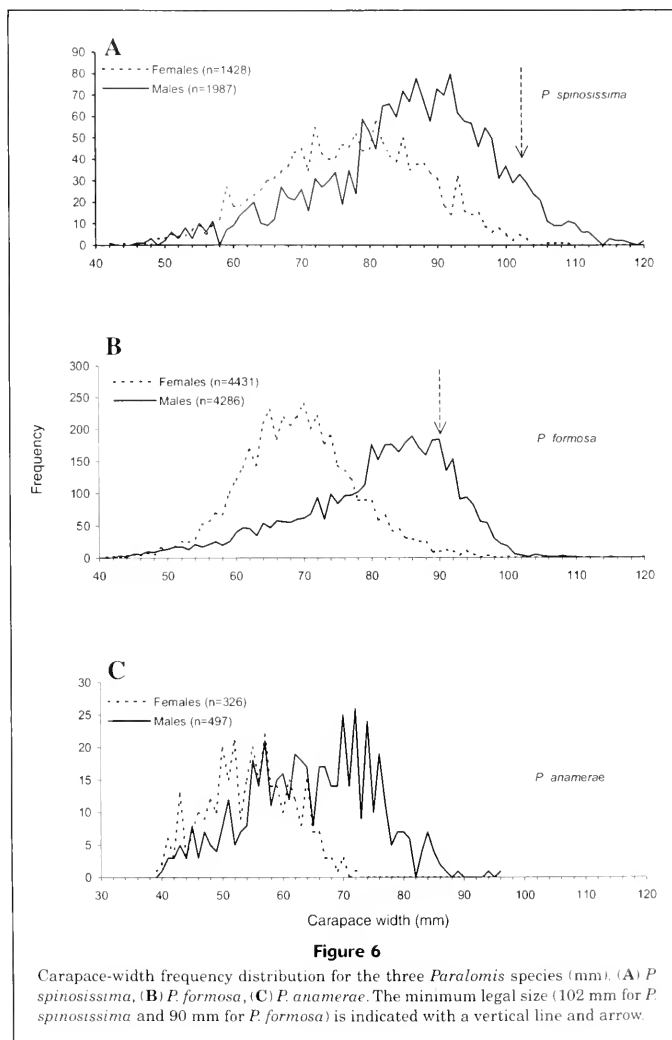 A
90
80
70
60
50
40
30
20
10
0
Females (n=1428)
Males (n=1987)
P spinosissima
40 50 60 70 80 90 100 110 120
B
300
250
200
150
100
50
0
Females (n=4431)
Males (n=4286)
P formosa
40 50 60 70 80 90 100 110 120
Frequency
C
30
25
20
15
10
5
0
Females (n=326)
Males (n=497)
P anamerae
30 40 50 60 70 80 90 100 110 120
Carapace width (mm)
Figure 6
Carapace-width frequency distribution for the three Paralomis species (mm), (A) P
spinosissima, (B) P. formosa, (C) P. anamerae. The minimum legal size (102 mm for P.
spinosissima and 90 mm for P. formosa) is indicated with a vertical line and arrow.